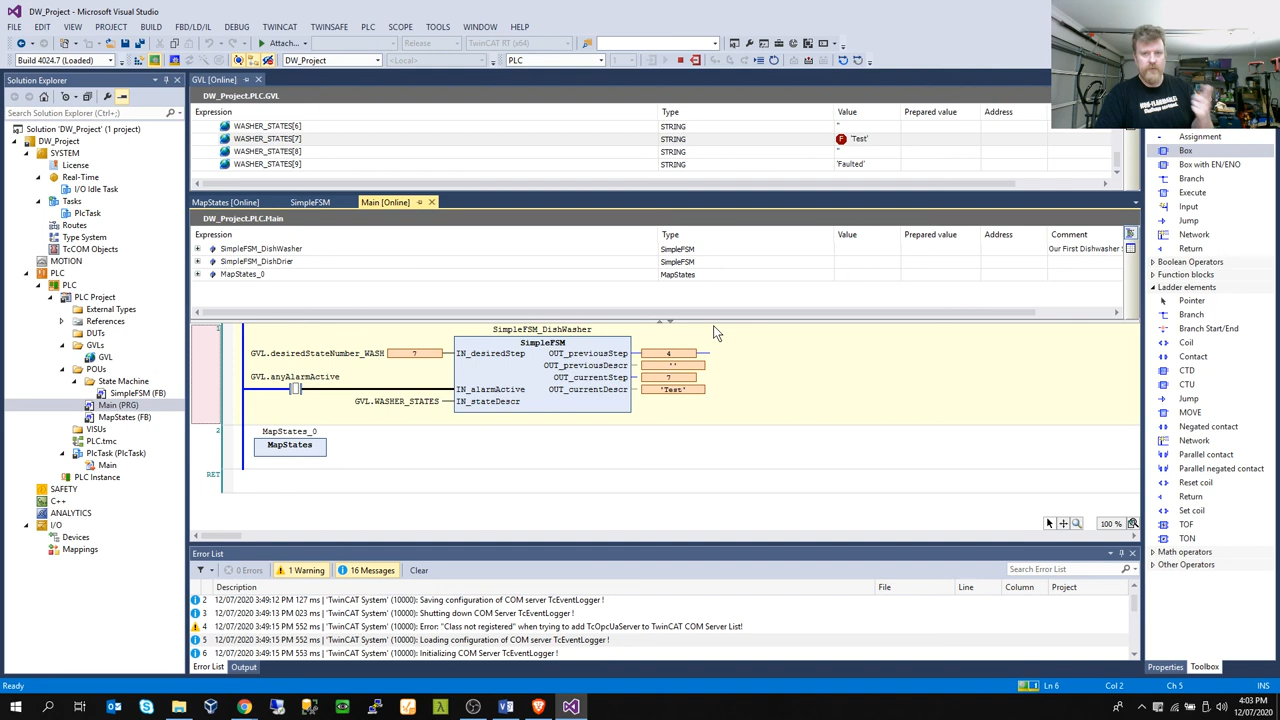 DW_Project - Microsoft Visual Studio
FILE EDIT VIEW PROJECT BUILD FBD/LD/IL DEBUG TWINCAT TWINSAFE PLC SCOPE TOOLS WINDOW HELP
Attach... Release TwinCAT RT (x64)
Build 4024.7 (Loaded) DW_Project <Local> PLC
Solution Explorer
Search Solution Explorer (Ctrl+;)
Solution 'DW_Project' (1 project)
DW_Project
SYSTEM
License
Real-Time
I/O Idle Task
Tasks
PlcTask
Routes
Type System
TcCOM Objects
MOTION
PLC
PLC
PLC Project
External Types
References
DUTs
GVLs
GVL
POUs
State Machine
SimpleFSM (FB)
Main (PRG)
MapStates (FB)
VISUs
PLC.tmc
PlcTask (PlcTask)
Main
PLC Instance
SAFETY
C++
ANALYTICS
I/O
Devices
Mappings
GVL [Online]
DW_Project.PLC.GVL
Expression Type Value Prepared value Address
WASHER_STATES[6] STRING ''
WASHER_STATES[7] STRING F 'Test'
WASHER_STATES[8] STRING ''
WASHER_STATES[9] STRING 'Faulted'
MapStates [Online] SimpleFSM Main [Online]
DW_Project.PLC.Main
Expression Type Value Prepared value Address Comment
SimpleFSM_DishWasher SimpleFSM Our First Dishwasher
SimpleFSM_DishDrier SimpleFSM
MapStates_0 MapStates
1
SimpleFSM_DishWasher
SimpleFSM
GVL.desiredStateNumber_WASH 7 IN_desiredStep OUT_previousStep 4
OUT_previousDescr ''
GVL.anyAlarmActive OUT_currentStep 7
IN_alarmActive OUT_currentDescr 'Test'
GVL.WASHER_STATES IN_stateDescr
2
MapStates_0
MapStates
RET
100 %
Assignment
Box
Box with EN/ENO
Branch
Execute
Input
Jump
Network
Return
Boolean Operators
Function blocks
Ladder elements
Pointer
Branch
Branch Start/End
Coil
Contact
CTD
CTU
Jump
MOVE
Negated contact
Network
Parallel contact
Parallel negated contact
Reset coil
Return
Set coil
TOF
TON
Math operators
Other Operators
Properties Toolbox
Error List
0 Errors 1 Warning 16 Messages Clear Search Error List
Description File Line Column Project
2 12/07/2020 3:49:12 PM 127 ms | 'TwinCAT System' (10000): Saving configuration of COM server TcEventLogger !
3 12/07/2020 3:49:13 PM 023 ms | 'TwinCAT System' (10000): Shutting down COM Server TcEventLogger !
4 12/07/2020 3:49:15 PM 552 ms | 'TwinCAT System' (10000): Error: "Class not registered" when trying to add TcOpcUaServer to TwinCAT COM Server List!
5 12/07/2020 3:49:15 PM 552 ms | 'TwinCAT System' (10000): Loading configuration of COM server TcEventLogger !
6 12/07/2020 3:49:15 PM 553 ms | 'TwinCAT System' (10000): Initializing COM Server TcEventLogger !
Error List Output
Ready Ln 6 Col 2 Ch 5 INS
4:03 PM
12/07/2020